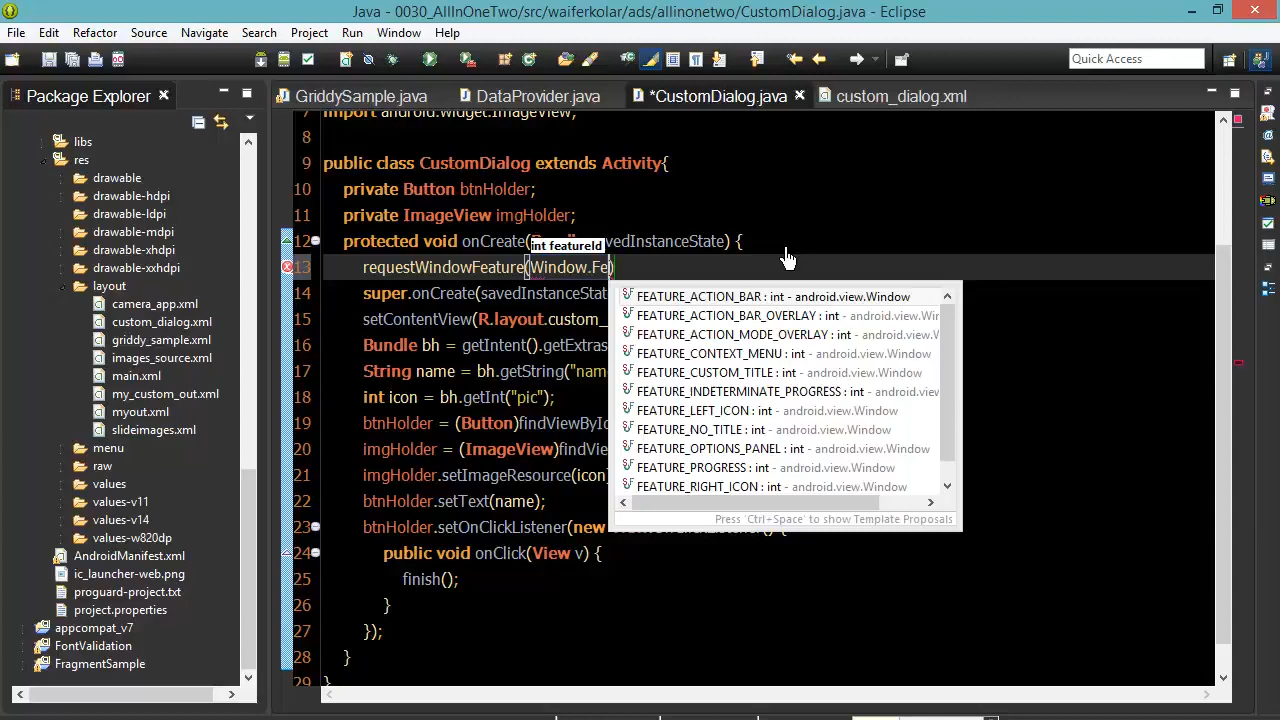 Java - 0030_AllInOneTwo/src/waiferkolar/ads/allinonetwo/CustomDialog.java - Eclipse
File Edit Refactor Source Navigate Search Project Run Window Help
Quick Access
Package Explorer
GriddySample.java DataProvider.java *CustomDialog.java custom_dialog.xml
libs
res
drawable
drawable-hdpi
drawable-ldpi
drawable-mdpi
drawable-xhdpi
drawable-xxhdpi
layout
camera_app.xml
custom_dialog.xml
griddy_sample.xml
images_source.xml
main.xml
my_custom_out.xml
myout.xml
slideimages.xml
menu
raw
values
values-v11
values-v14
values-w820dp
AndroidManifest.xml
ic_launcher-web.png
proguard-project.txt
project.properties
appcompat_v7
FontValidation
FragmentSample
7 import android.widget.ImageView;
8
9 public class CustomDialog extends Activity{
10 private Button btnHolder;
11 private ImageView imgHolder;
12 protected void onCreate( vedInstanceState) {
int featureId
13 requestWindowFeature(Window.Fe)
14 super.onCreate(savedInstanceStat
15 setContentView(R.layout.custom_
16 Bundle bh = getIntent().getExtras
17 String name = bh.getString("nam
18 int icon = bh.getInt("pic");
19 btnHolder = (Button)findViewByIc
20 imgHolder = (ImageView)findView
21 imgHolder.setImageResource(icon)
22 btnHolder.setText(name);
23 btnHolder.setOnClickListener(new
24 public void onClick(View v) {
25 finish();
26 }
27 });
28 }
29 }
FEATURE_ACTION_BAR : int - android.view.Window
FEATURE_ACTION_BAR_OVERLAY : int - android.view.Wir
FEATURE_ACTION_MODE_OVERLAY : int - android.view.W
FEATURE_CONTEXT_MENU : int - android.view.Window
FEATURE_CUSTOM_TITLE : int - android.view.Window
FEATURE_INDETERMINATE_PROGRESS : int - android.view
FEATURE_LEFT_ICON : int - android.view.Window
FEATURE_NO_TITLE : int - android.view.Window
FEATURE_OPTIONS_PANEL : int - android.view.Window
FEATURE_PROGRESS : int - android.view.Window
FEATURE_RIGHT_ICON : int - android.view.Window
Press 'Ctrl+Space' to show Template Proposals